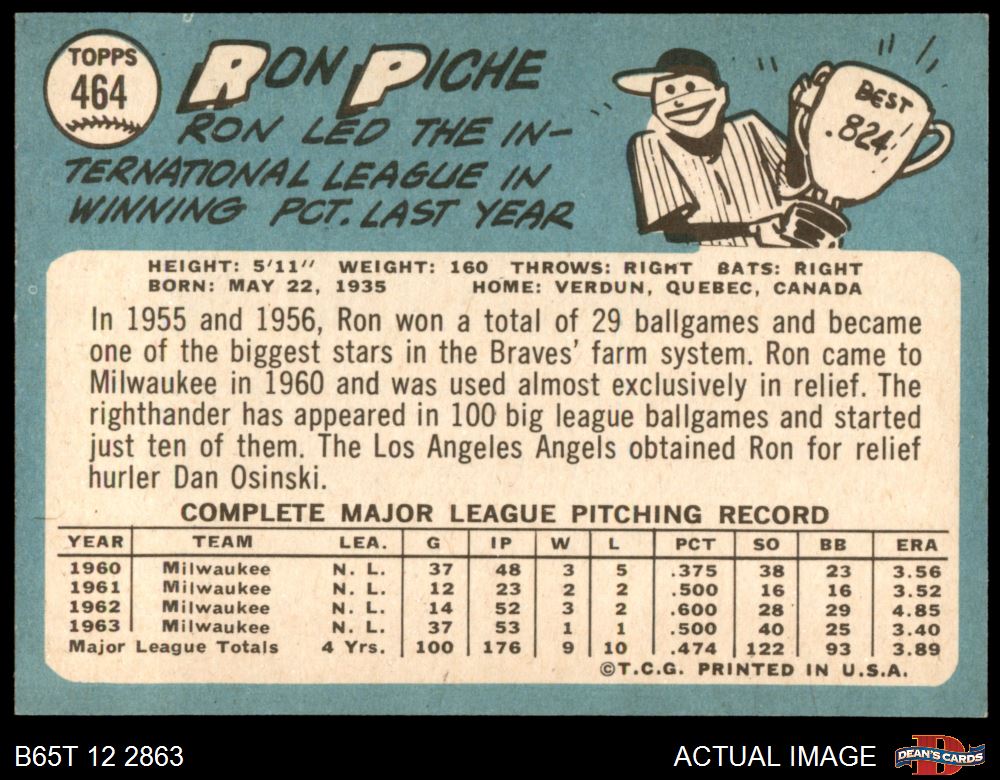 TOPPS
464
RON PICHE
RON LED THE IN-
TERNATIONAL LEAGUE IN
WINNING PCT. LAST YEAR
BEST
.824!
HEIGHT: 5'11" WEIGHT: 160 THROWS: RIGHT BATS: RIGHT
BORN: MAY 22, 1935 HOME: VERDUN, QUEBEC, CANADA
In 1955 and 1956, Ron won a total of 29 ballgames and became
one of the biggest stars in the Braves' farm system. Ron came to
Milwaukee in 1960 and was used almost exclusively in relief. The
righthander has appeared in 100 big league ballgames and started
just ten of them. The Los Angeles Angels obtained Ron for relief
hurler Dan Osinski.
COMPLETE MAJOR LEAGUE PITCHING RECORD
YEAR TEAM LEA. G IP W L PCT SO BB ERA
1960 Milwaukee N. L. 37 48 3 5 .375 38 23 3.56
1961 Milwaukee N. L. 12 23 2 2 .500 16 16 3.52
1962 Milwaukee N. L. 14 52 3 2 .600 28 29 4.85
1963 Milwaukee N. L. 37 53 1 1 .500 40 25 3.40
Major League Totals 4 Yrs. 100 176 9 10 .474 122 93 3.89
©T.C.G. PRINTED IN U.S.A.
B65T 12 2863 ACTUAL IMAGE
DEAN'S CARDS